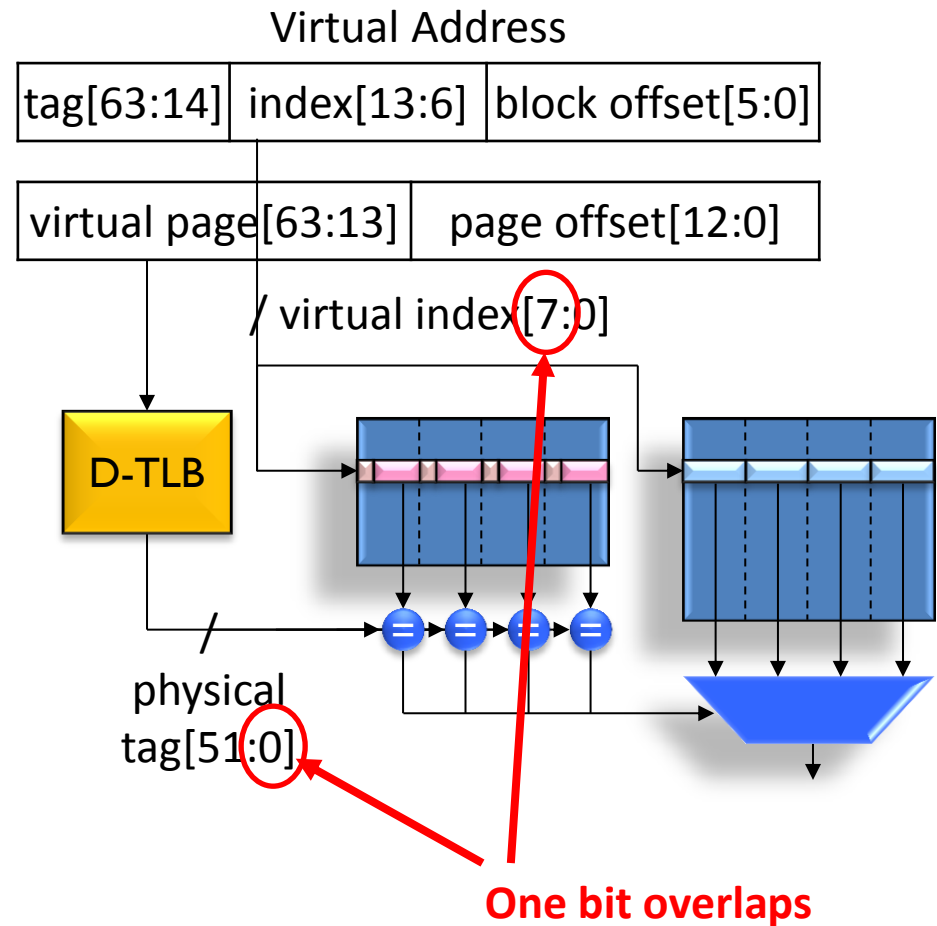 Virtual Address
tag[63:14] index[13:6] block offset[5:0]
virtual page[63:13] page offset[12:0]
/ virtual index[7:0]
D-TLB
= = = =
/
physical
tag[51:0]
One bit overlaps